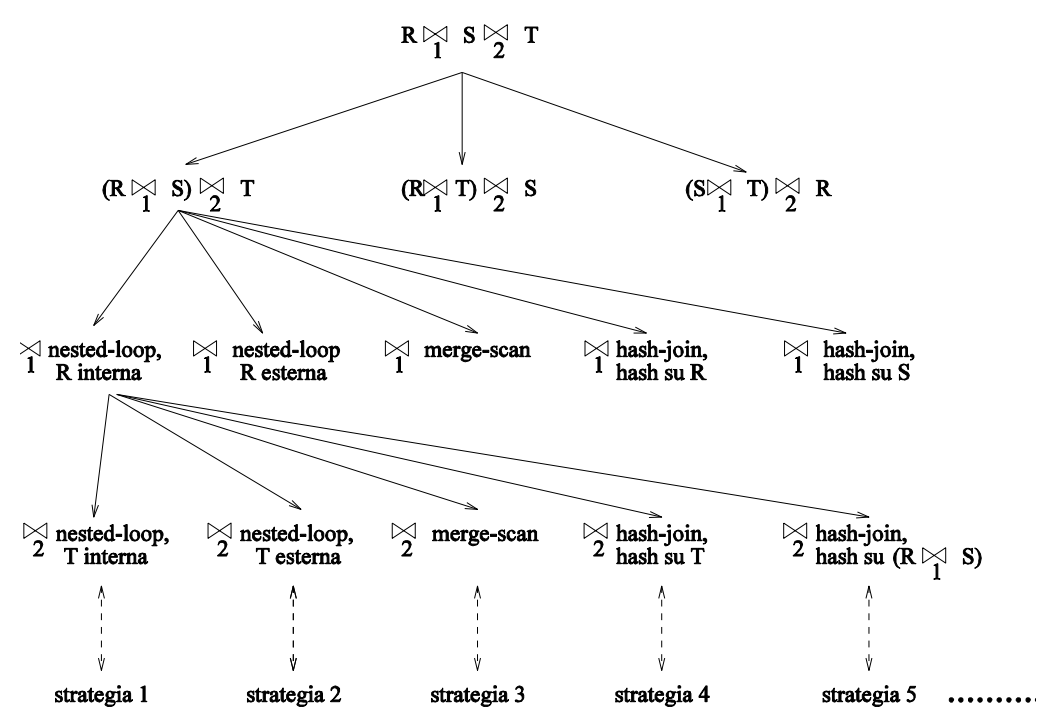 R ⋈1 S ⋈2 T
(R ⋈1 S) ⋈2 T
(R ⋈1 T) ⋈2 S
(S ⋈1 T) ⋈2 R
⋈1 nested-loop,
R interna
⋈1 nested-loop
R esterna
⋈1 merge-scan
⋈1 hash-join,
hash su R
⋈1 hash-join,
hash su S
⋈2 nested-loop,
T interna
⋈2 nested-loop,
T esterna
⋈2 merge-scan
⋈2 hash-join,
hash su T
⋈2 hash-join,
hash su (R ⋈1 S)
strategia 1
strategia 2
strategia 3
strategia 4
strategia 5 ..........